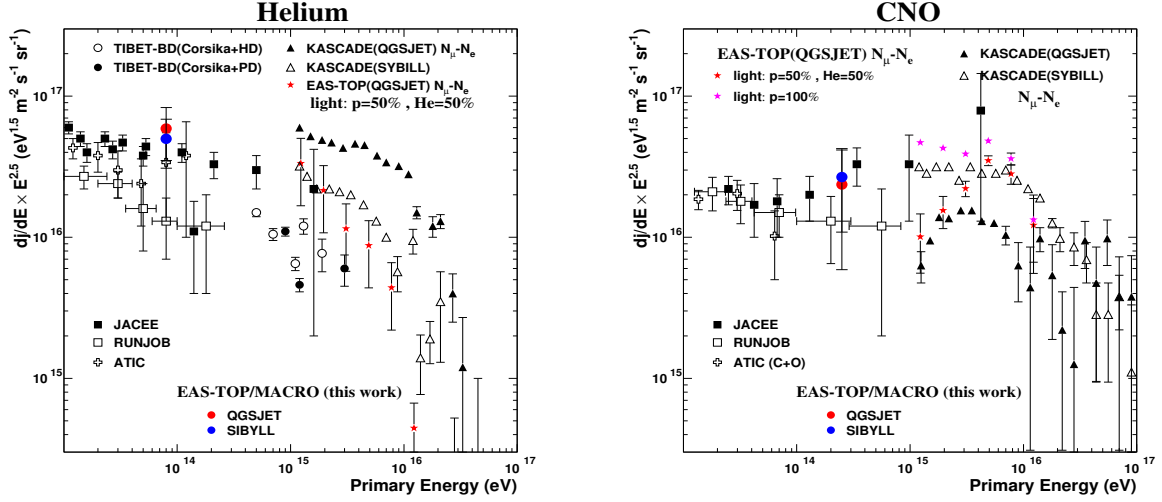 Helium
TIBET-BD(Corsika+HD)
TIBET-BD(Corsika+PD)
KASCADE(QGSJET) Nμ-Ne
KASCADE(SYBILL)
EAS-TOP(QGSJET) Nμ-Ne
light: p=50% , He=50%
dj/dE × E^2.5 (eV^1.5 m^-2 s^-1 sr^-1)
10^17
10^16
10^15
JACEE
RUNJOB
ATIC
EAS-TOP/MACRO (this work)
QGSJET
SIBYLL
10^14 10^15 10^16 10^17
Primary Energy (eV)
CNO
EAS-TOP(QGSJET) Nμ-Ne
light: p=50% , He=50%
light: p=100%
KASCADE(QGSJET)
KASCADE(SYBILL)
Nμ-Ne
dj/dE × E^2.5 (eV^1.5 m^-2 s^-1 sr^-1)
10^17
10^16
10^15
JACEE
RUNJOB
ATIC (C+O)
EAS-TOP/MACRO (this work)
QGSJET
SIBYLL
10^14 10^15 10^16 10^17
Primary Energy (eV)